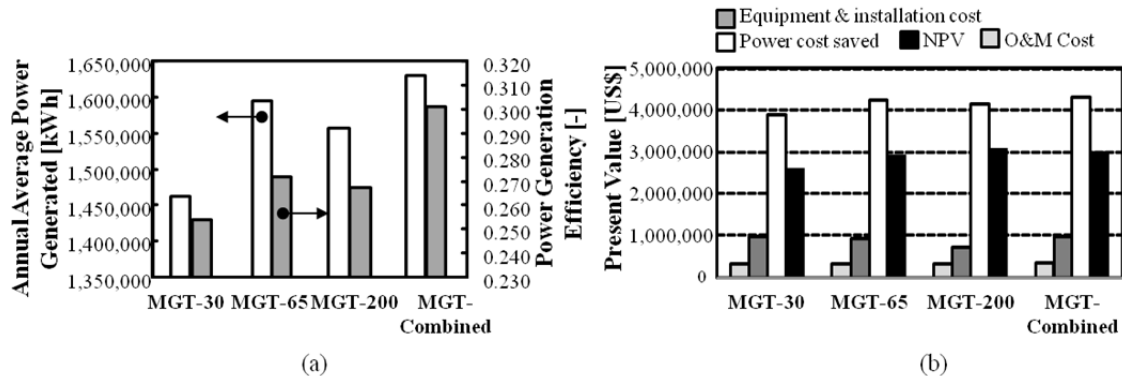 Annual Average Power
Generated [kWh]
1,650,000
1,600,000
1,550,000
1,500,000
1,450,000
1,400,000
1,350,000
0.320
0.310
0.300
0.290
0.280
0.270
0.260
0.250
0.240
0.230
Power Generation
Efficiency [-]
MGT-30
MGT-65
MGT-200
MGT-
Combined
(a)
Equipment & installation cost
Power cost saved
NPV
O&M Cost
Present Value [US$]
5,000,000
4,000,000
3,000,000
2,000,000
1,000,000
0
MGT-30
MGT-65
MGT-200
MGT-
Combined
(b)